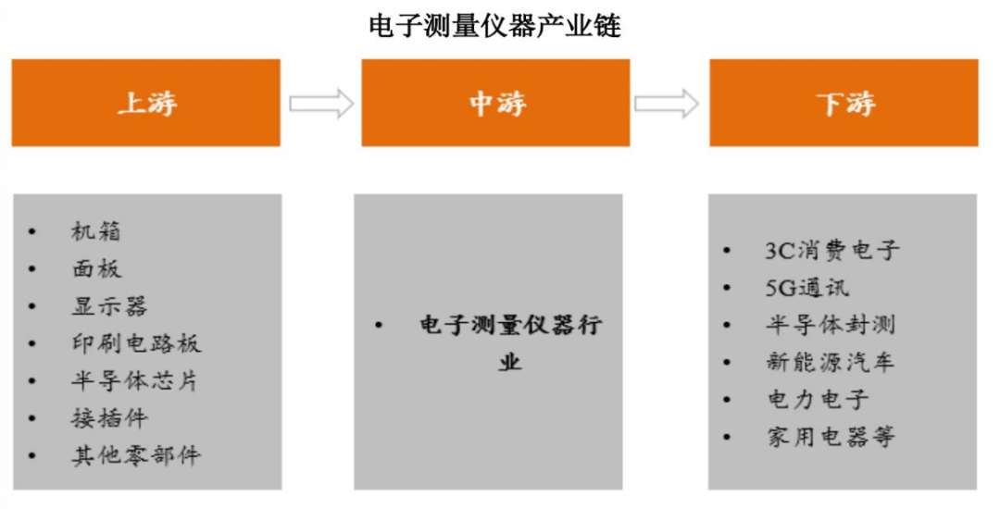 电子测量仪器产业链
上游
中游
下游
• 机箱
• 面板
• 显示器
• 印刷电路板
• 半导体芯片
• 接插件
• 其他零部件
• 电子测量仪器行
业
• 3C消费电子
• 5G通讯
• 半导体封测
• 新能源汽车
• 电力电子
• 家用电器等